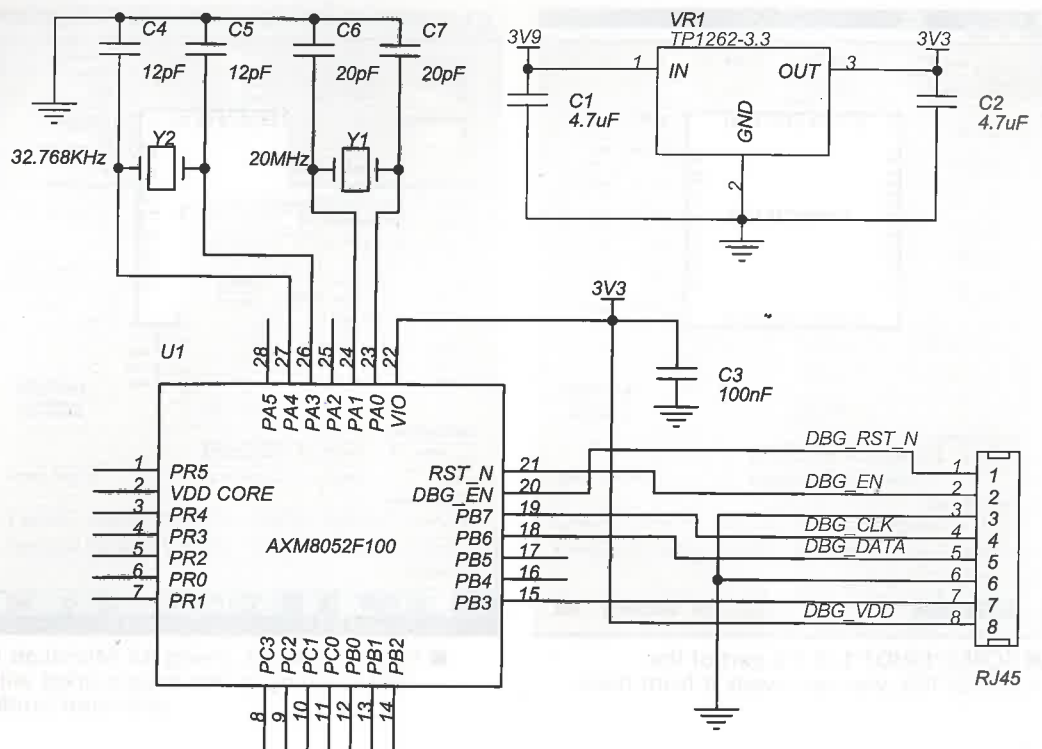 C4 C5 C6 C7
12pF 12pF 20pF 20pF
32.768KHz
Y2
20MHz
Y1
VR1
TP1262-3.3
3V9
1 IN
OUT 3
3V3
GND
2
C1
4.7uF
C2
4.7uF
3V3
C3
100nF
U1
28 27 26 25 24 23 22
PA5 PA4 PA3 PA2 PA1 PA0 VIO
1 PR5
2 VDD CORE
3 PR4
4 PR3
5 PR2
6 PR0
7 PR1
AXM8052F100
RST_N 21
DBG_EN 20
PB7 19
PB6 18
PB5 17
PB4 16
PB3 15
PC3 PC2 PC1 PC0 PB0 PB1 PB2
8 9 10 11 12 13 14
DBG_RST_N
DBG_EN
DBG_CLK
DBG_DATA
DBG_VDD
1 1
2 2
3 3
4 4
5 5
6 6
7 7
8 8
RJ45